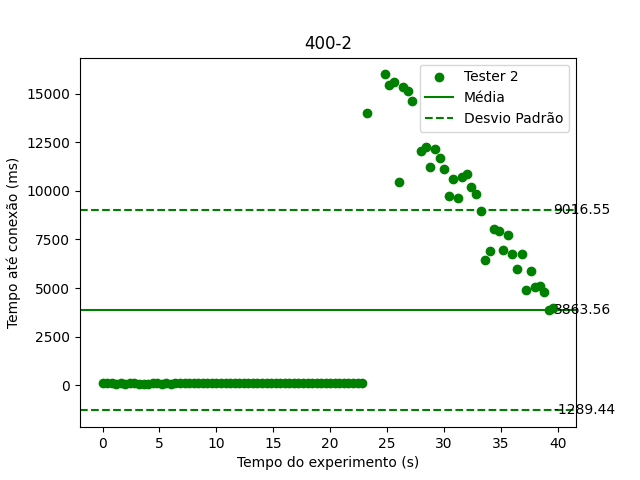 400-2
Tester 2
Média
Desvio Padrão
Tempo até conexão (ms)
15000
12500
10000
7500
5000
2500
0
9016.55
3863.56
-1289.44
0 5 10 15 20 25 30 35 40
Tempo do experimento (s)